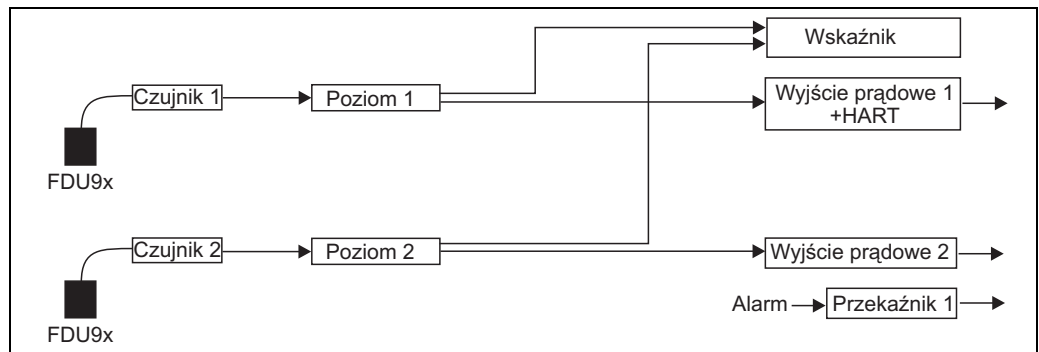 Wskaźnik
Czujnik 1
Poziom 1
Wyjście prądowe 1
+HART
FDU9x
Czujnik 2
Poziom 2
Wyjście prądowe 2
Alarm
Przekaźnik 1
FDU9x